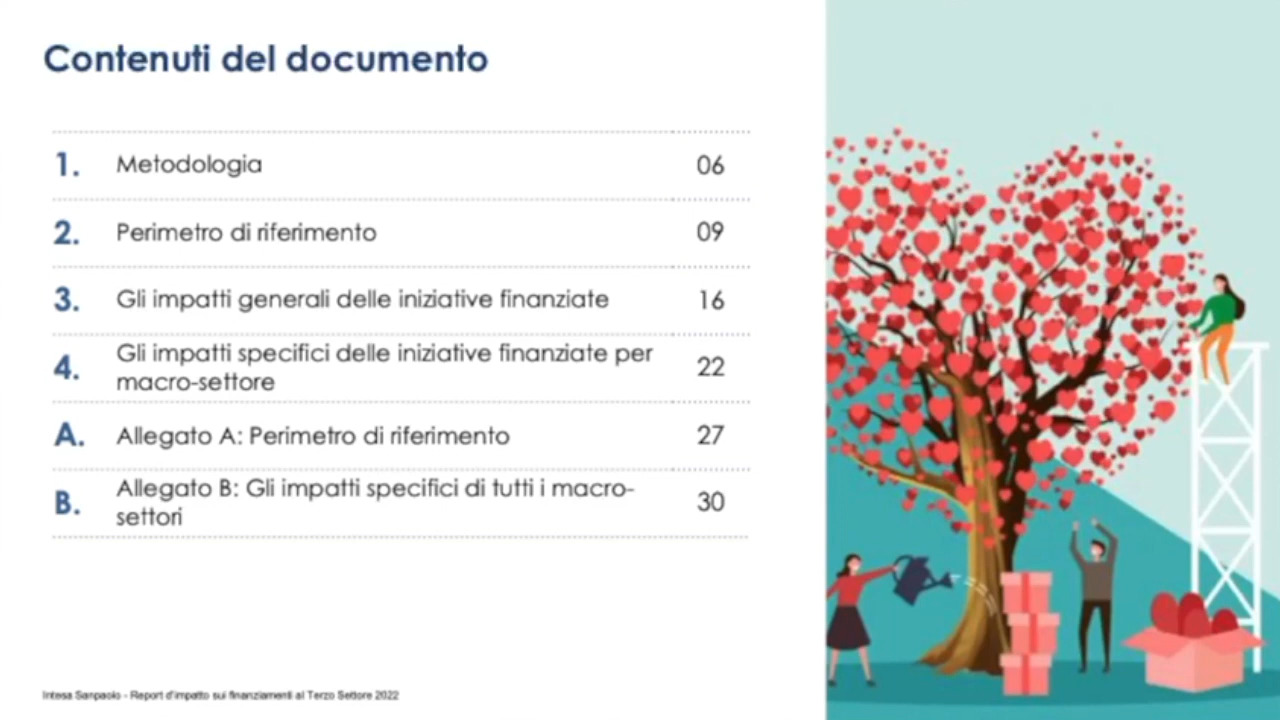 Contenuti del documento
1. Metodologia 06
2. Perimetro di riferimento 09
3. Gli impatti generali delle iniziative finanziate 16
4. Gli impatti specifici delle iniziative finanziate per
macro-settore 22
A. Allegato A: Perimetro di riferimento 27
B. Allegato B: Gli impatti specifici di tutti i macro-
settori 30
Intesa Sanpaolo - Report d'impatto sui finanziamenti al Terzo Settore 2022